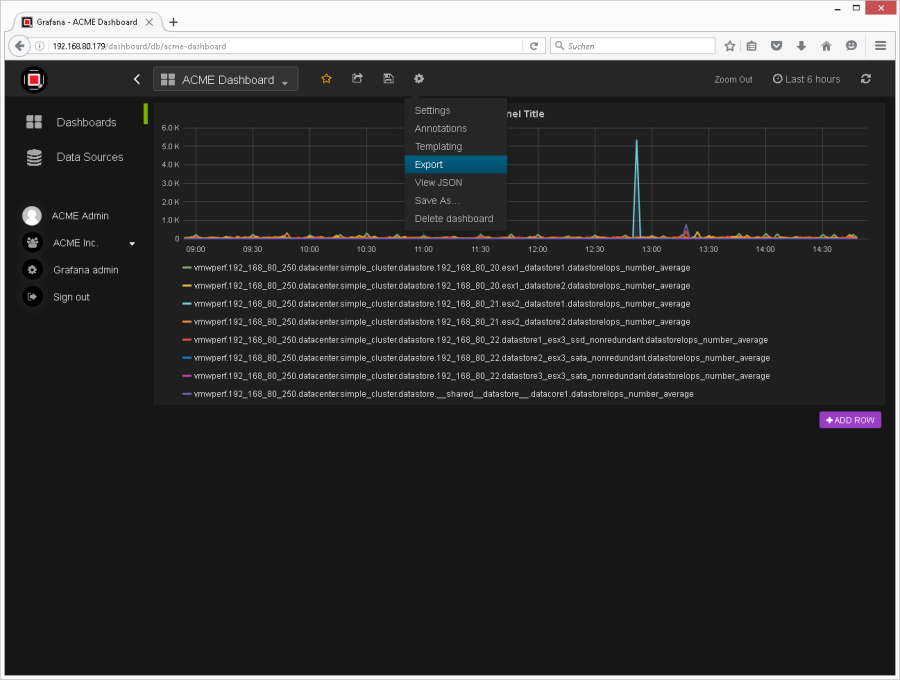 Grafana - ACME Dashboard
192.168.80.179/dashboard/db/acme-dashboard
Suchen
ACME Dashboard
Zoom Out
Last 6 hours
Dashboards
Data Sources
ACME Admin
ACME Inc.
Grafana admin
Sign out
Settings
Annotations
Templating
Export
View JSON
Save As...
Delete dashboard
nel Title
6.0 K
5.0 K
4.0 K
3.0 K
2.0 K
1.0 K
0
09:00 09:30 10:00 10:30 11:00 11:30 12:00 12:30 13:00 13:30 14:00 14:30
vmwperf.192_168_80_250.datacenter.simple_cluster.datastore.192_168_80_20.esx1_datastore1.datastoreIops_number_average
vmwperf.192_168_80_250.datacenter.simple_cluster.datastore.192_168_80_20.esx1_datastore2.datastoreIops_number_average
vmwperf.192_168_80_250.datacenter.simple_cluster.datastore.192_168_80_21.esx2_datastore1.datastoreIops_number_average
vmwperf.192_168_80_250.datacenter.simple_cluster.datastore.192_168_80_21.esx2_datastore2.datastoreIops_number_average
vmwperf.192_168_80_250.datacenter.simple_cluster.datastore.192_168_80_22.datastore1_esx3_ssd_nonredundant.datastoreIops_number_average
vmwperf.192_168_80_250.datacenter.simple_cluster.datastore.192_168_80_22.datastore2_esx3_sata_nonredundant.datastoreIops_number_average
vmwperf.192_168_80_250.datacenter.simple_cluster.datastore.192_168_80_22.datastore3_esx3_sata_nonredundant.datastoreIops_number_average
vmwperf.192_168_80_250.datacenter.simple_cluster.datastore.__shared__datastore__.datacore1.datastoreIops_number_average
ADD ROW